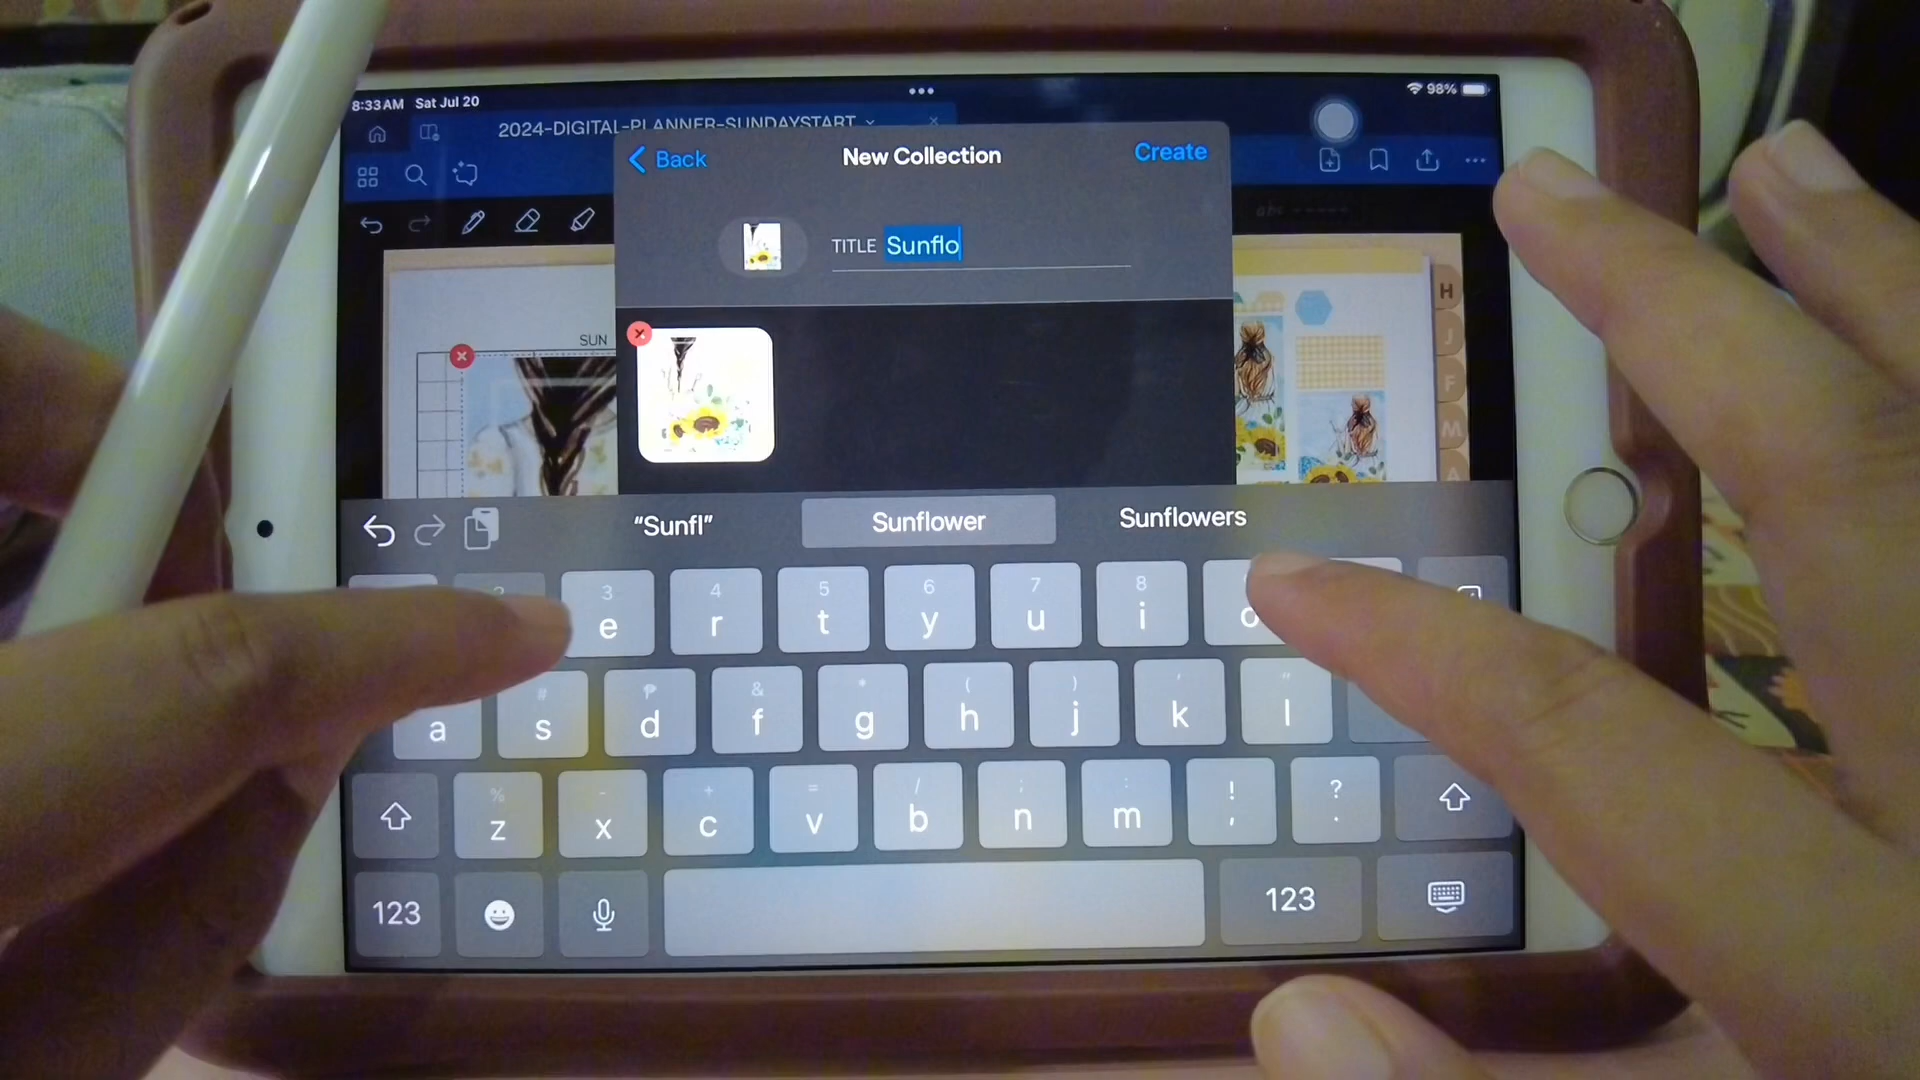 8:33 AM Sat Jul 20
98%
2024-DIGITAL-PLANNER-SUNDAYSTART
Back
New Collection
Create
TITLE Sunflo
SUN
H
J
F
M
A
"Sunfl"
Sunflower
Sunflowers
3 4 5 6 7 8
e r t y u i o
# ₱ & * ( ) ' "
a s d f g h j k l
% - + = / ; : ! ?
z x c v b n m , .
123
123